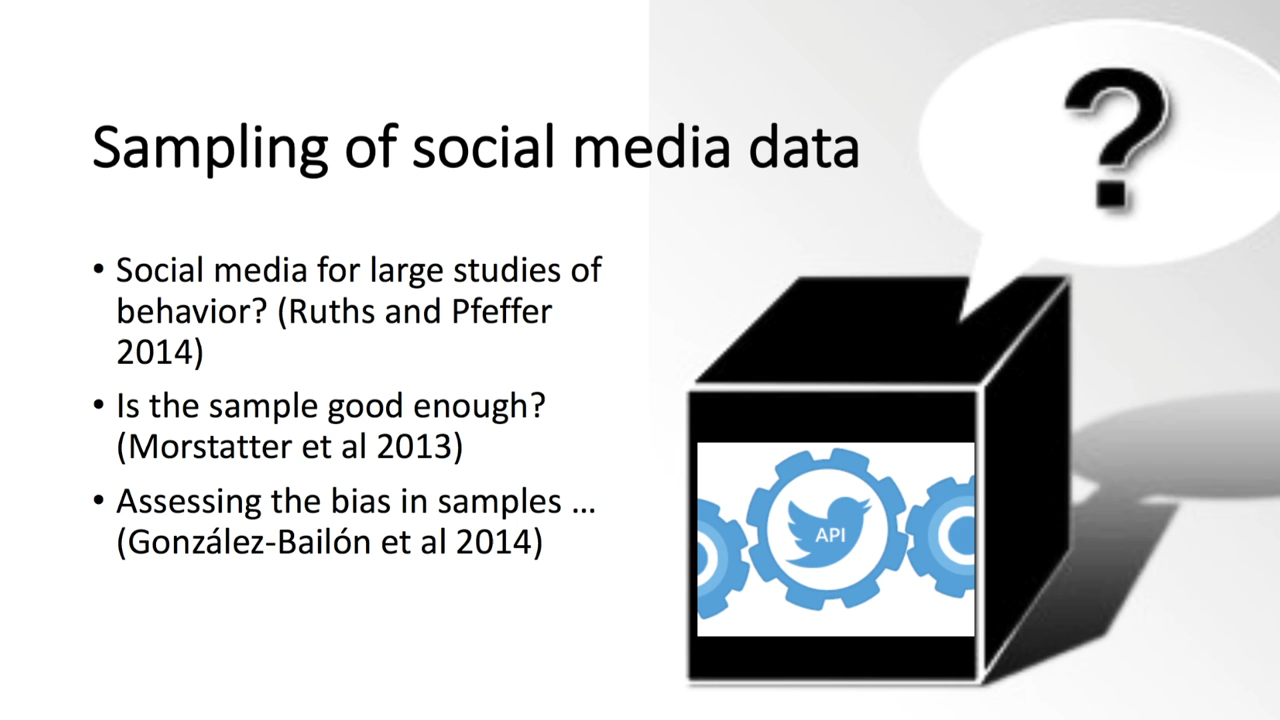 Sampling of social media data
?
• Social media for large studies of
behavior? (Ruths and Pfeffer
2014)
• Is the sample good enough?
(Morstatter et al 2013)
• Assessing the bias in samples ...
(González-Bailón et al 2014)
API